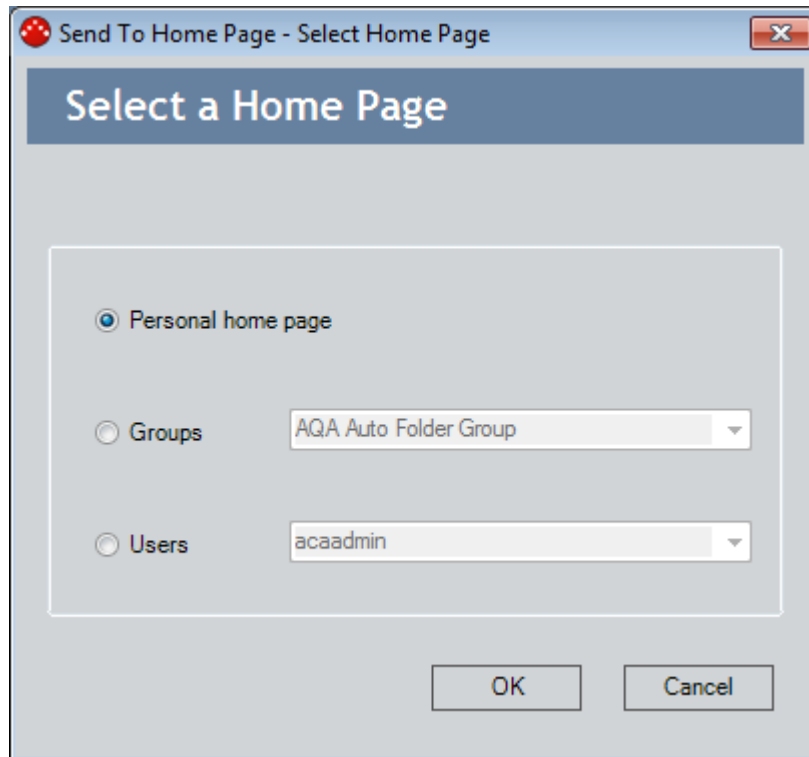 Send To Home Page - Select Home Page
Select a Home Page
Personal home page
Groups AQA Auto Folder Group
Users acaadmin
OK Cancel